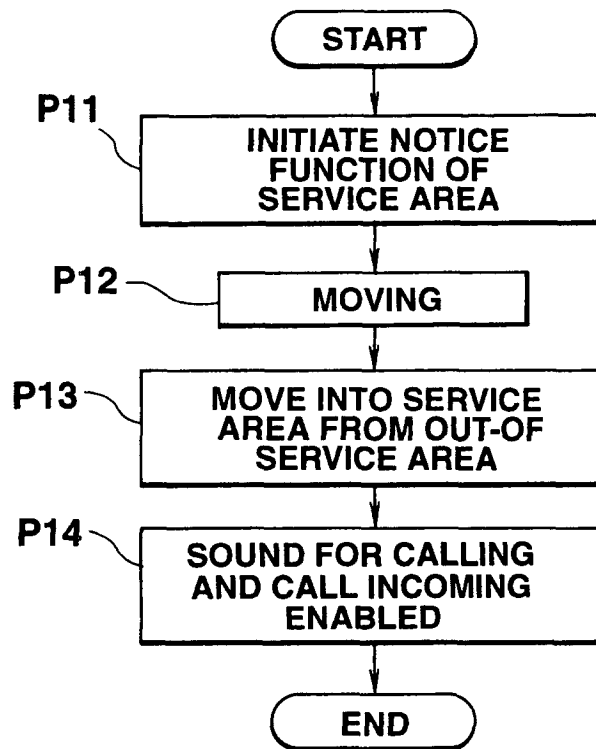 START
P11
INITIATE NOTICE
FUNCTION OF
SERVICE AREA
P12
MOVING
P13
MOVE INTO SERVICE
AREA FROM OUT-OF
SERVICE AREA
P14
SOUND FOR CALLING
AND CALL INCOMING
ENABLED
END